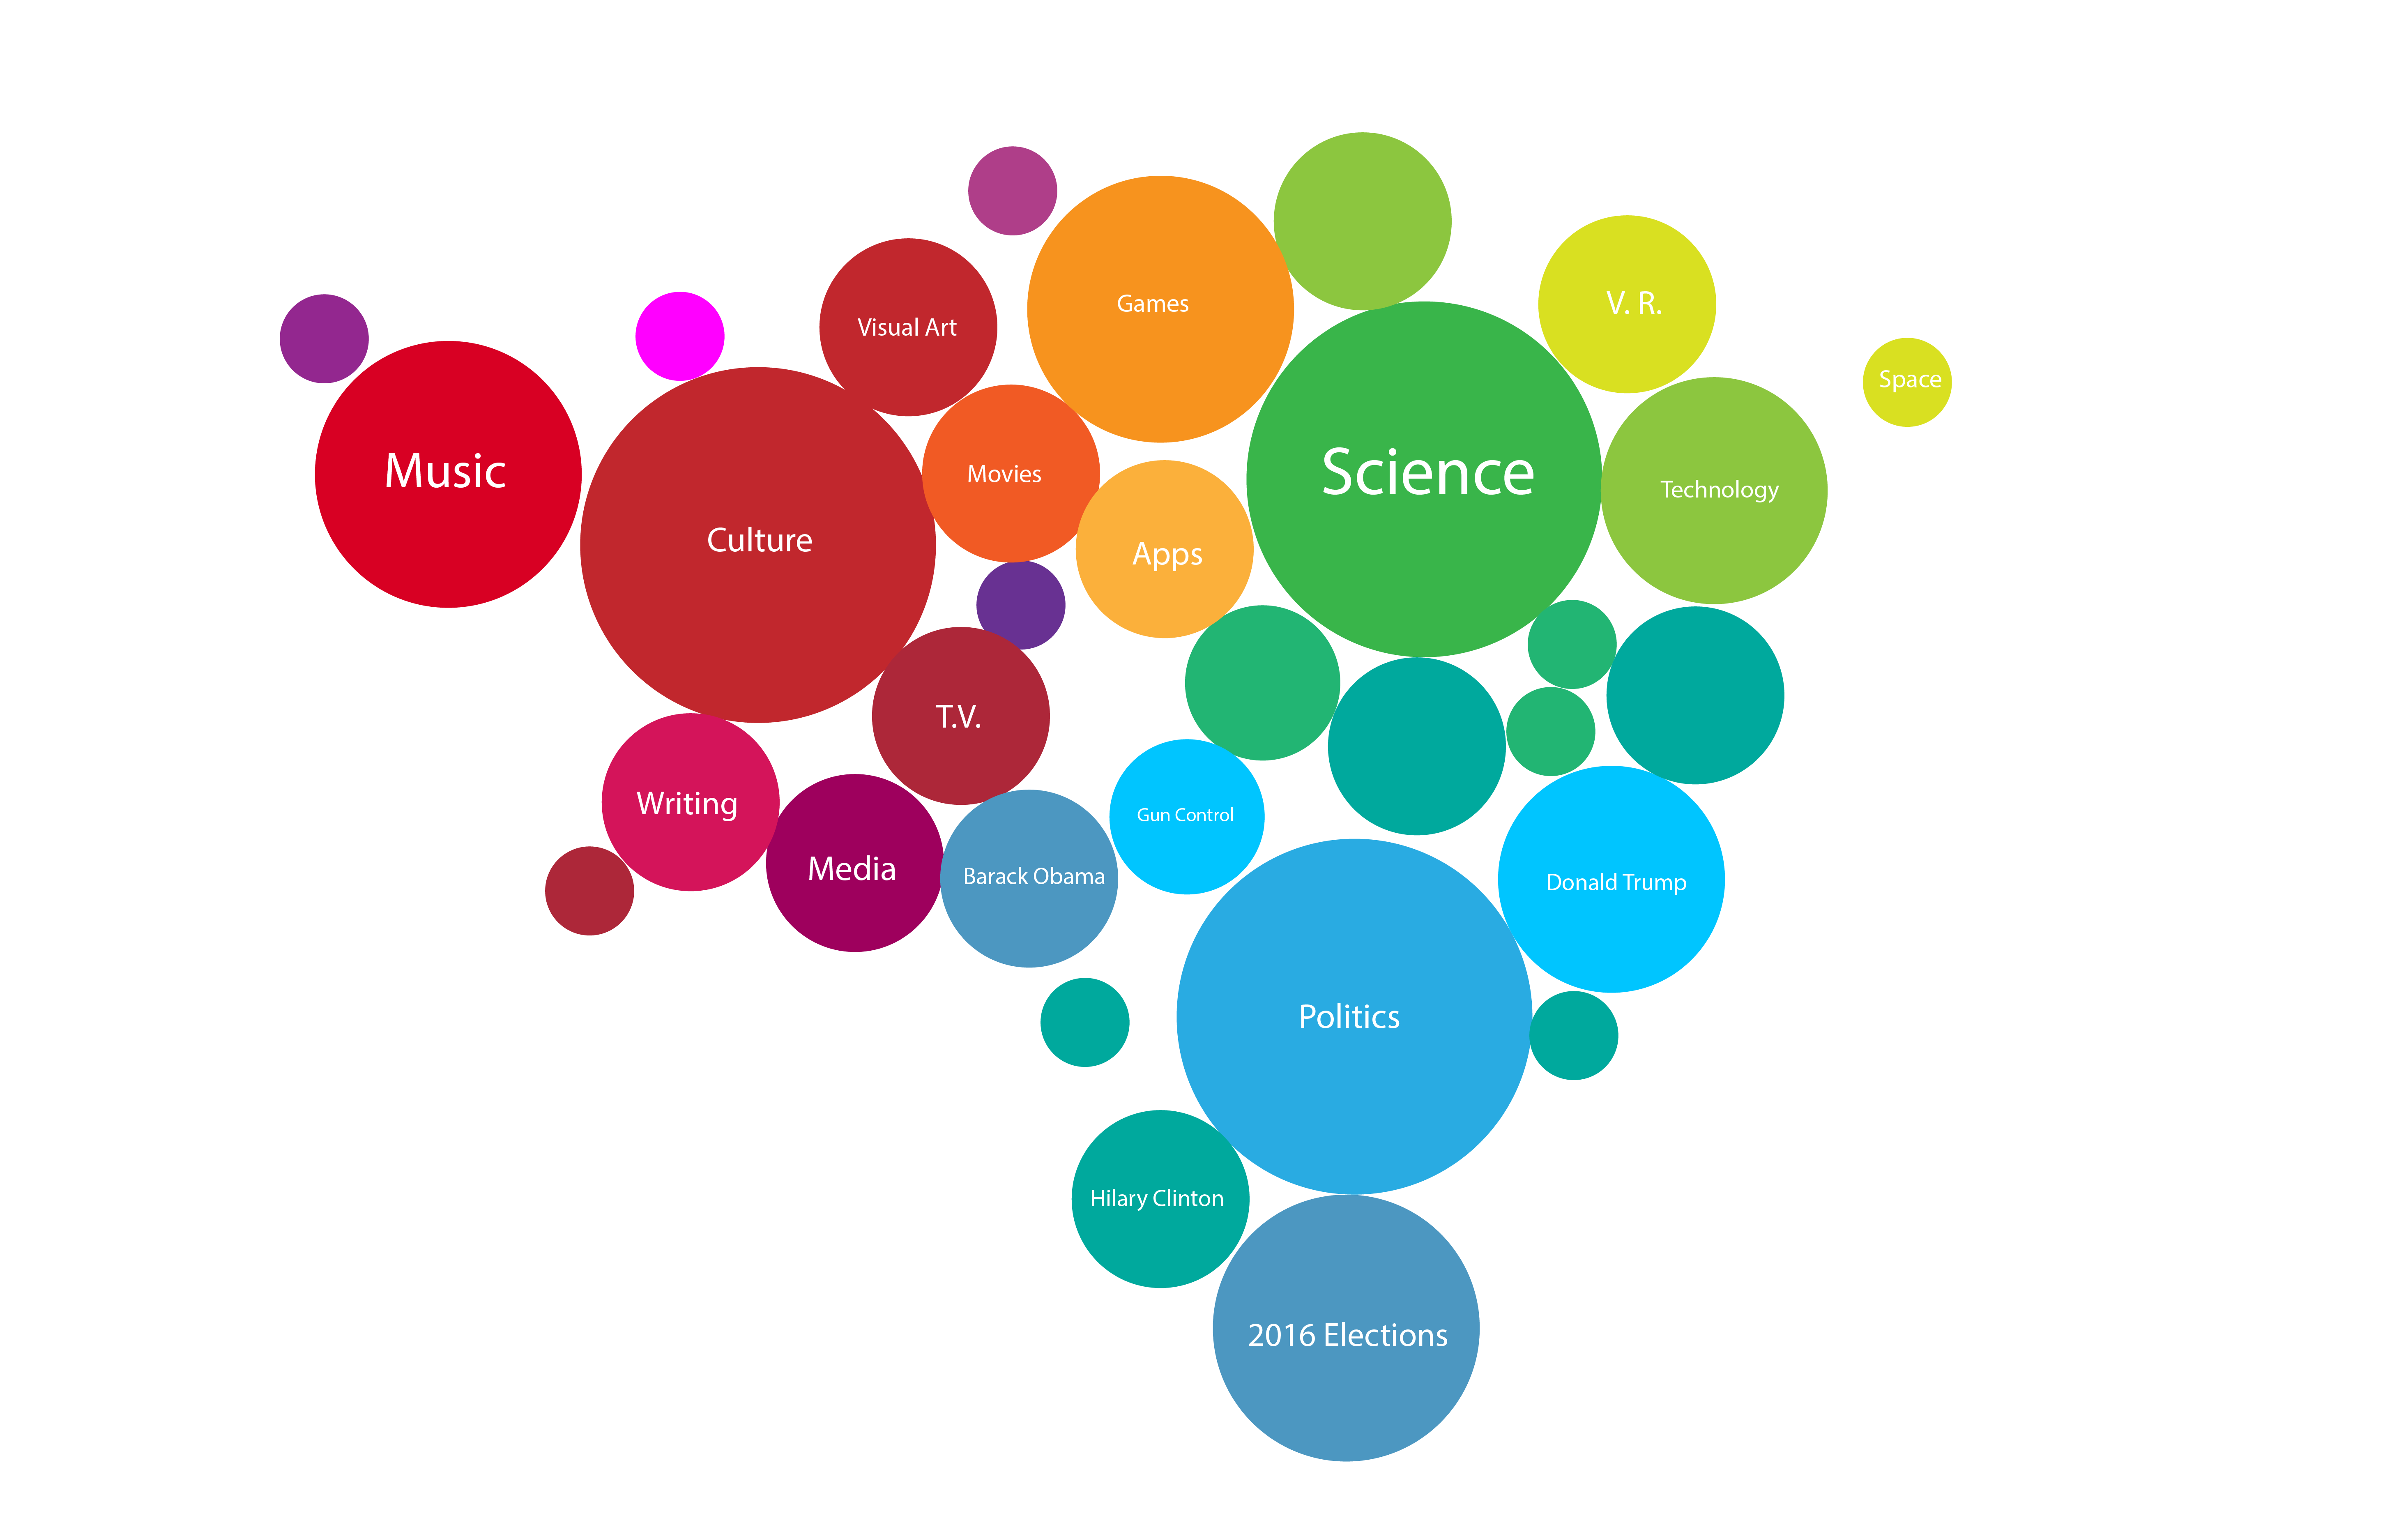 Games
V. R.
Visual Art
Space
Music
Movies
Science
Technology
Culture
Apps
T.V.
Writing
Gun Control
Media
Barack Obama
Donald Trump
Politics
Hilary Clinton
2016 Elections